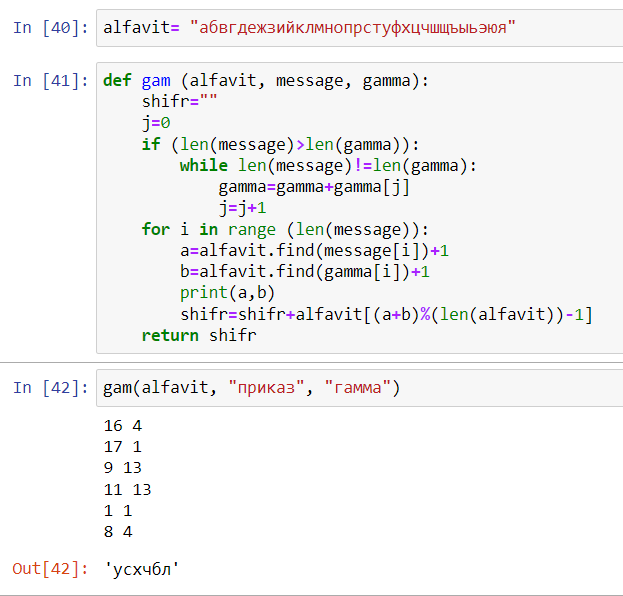 In [40]: alfavit= "абвгдежзийклмнопрстуфхцчшщъыьэюя"
In [41]: def gam (alfavit, message, gamma):
    shifr=""
    j=0
    if (len(message)>len(gamma)):
        while len(message)!=len(gamma):
            gamma=gamma+gamma[j]
            j=j+1
    for i in range (len(message)):
        a=alfavit.find(message[i])+1
        b=alfavit.find(gamma[i])+1
        print(a,b)
        shifr=shifr+alfavit[(a+b)%(len(alfavit))-1]
    return shifr
In [42]: gam(alfavit, "приказ", "гамма")
16 4
17 1
9 13
11 13
1 1
8 4
Out[42]: 'усхчбл'